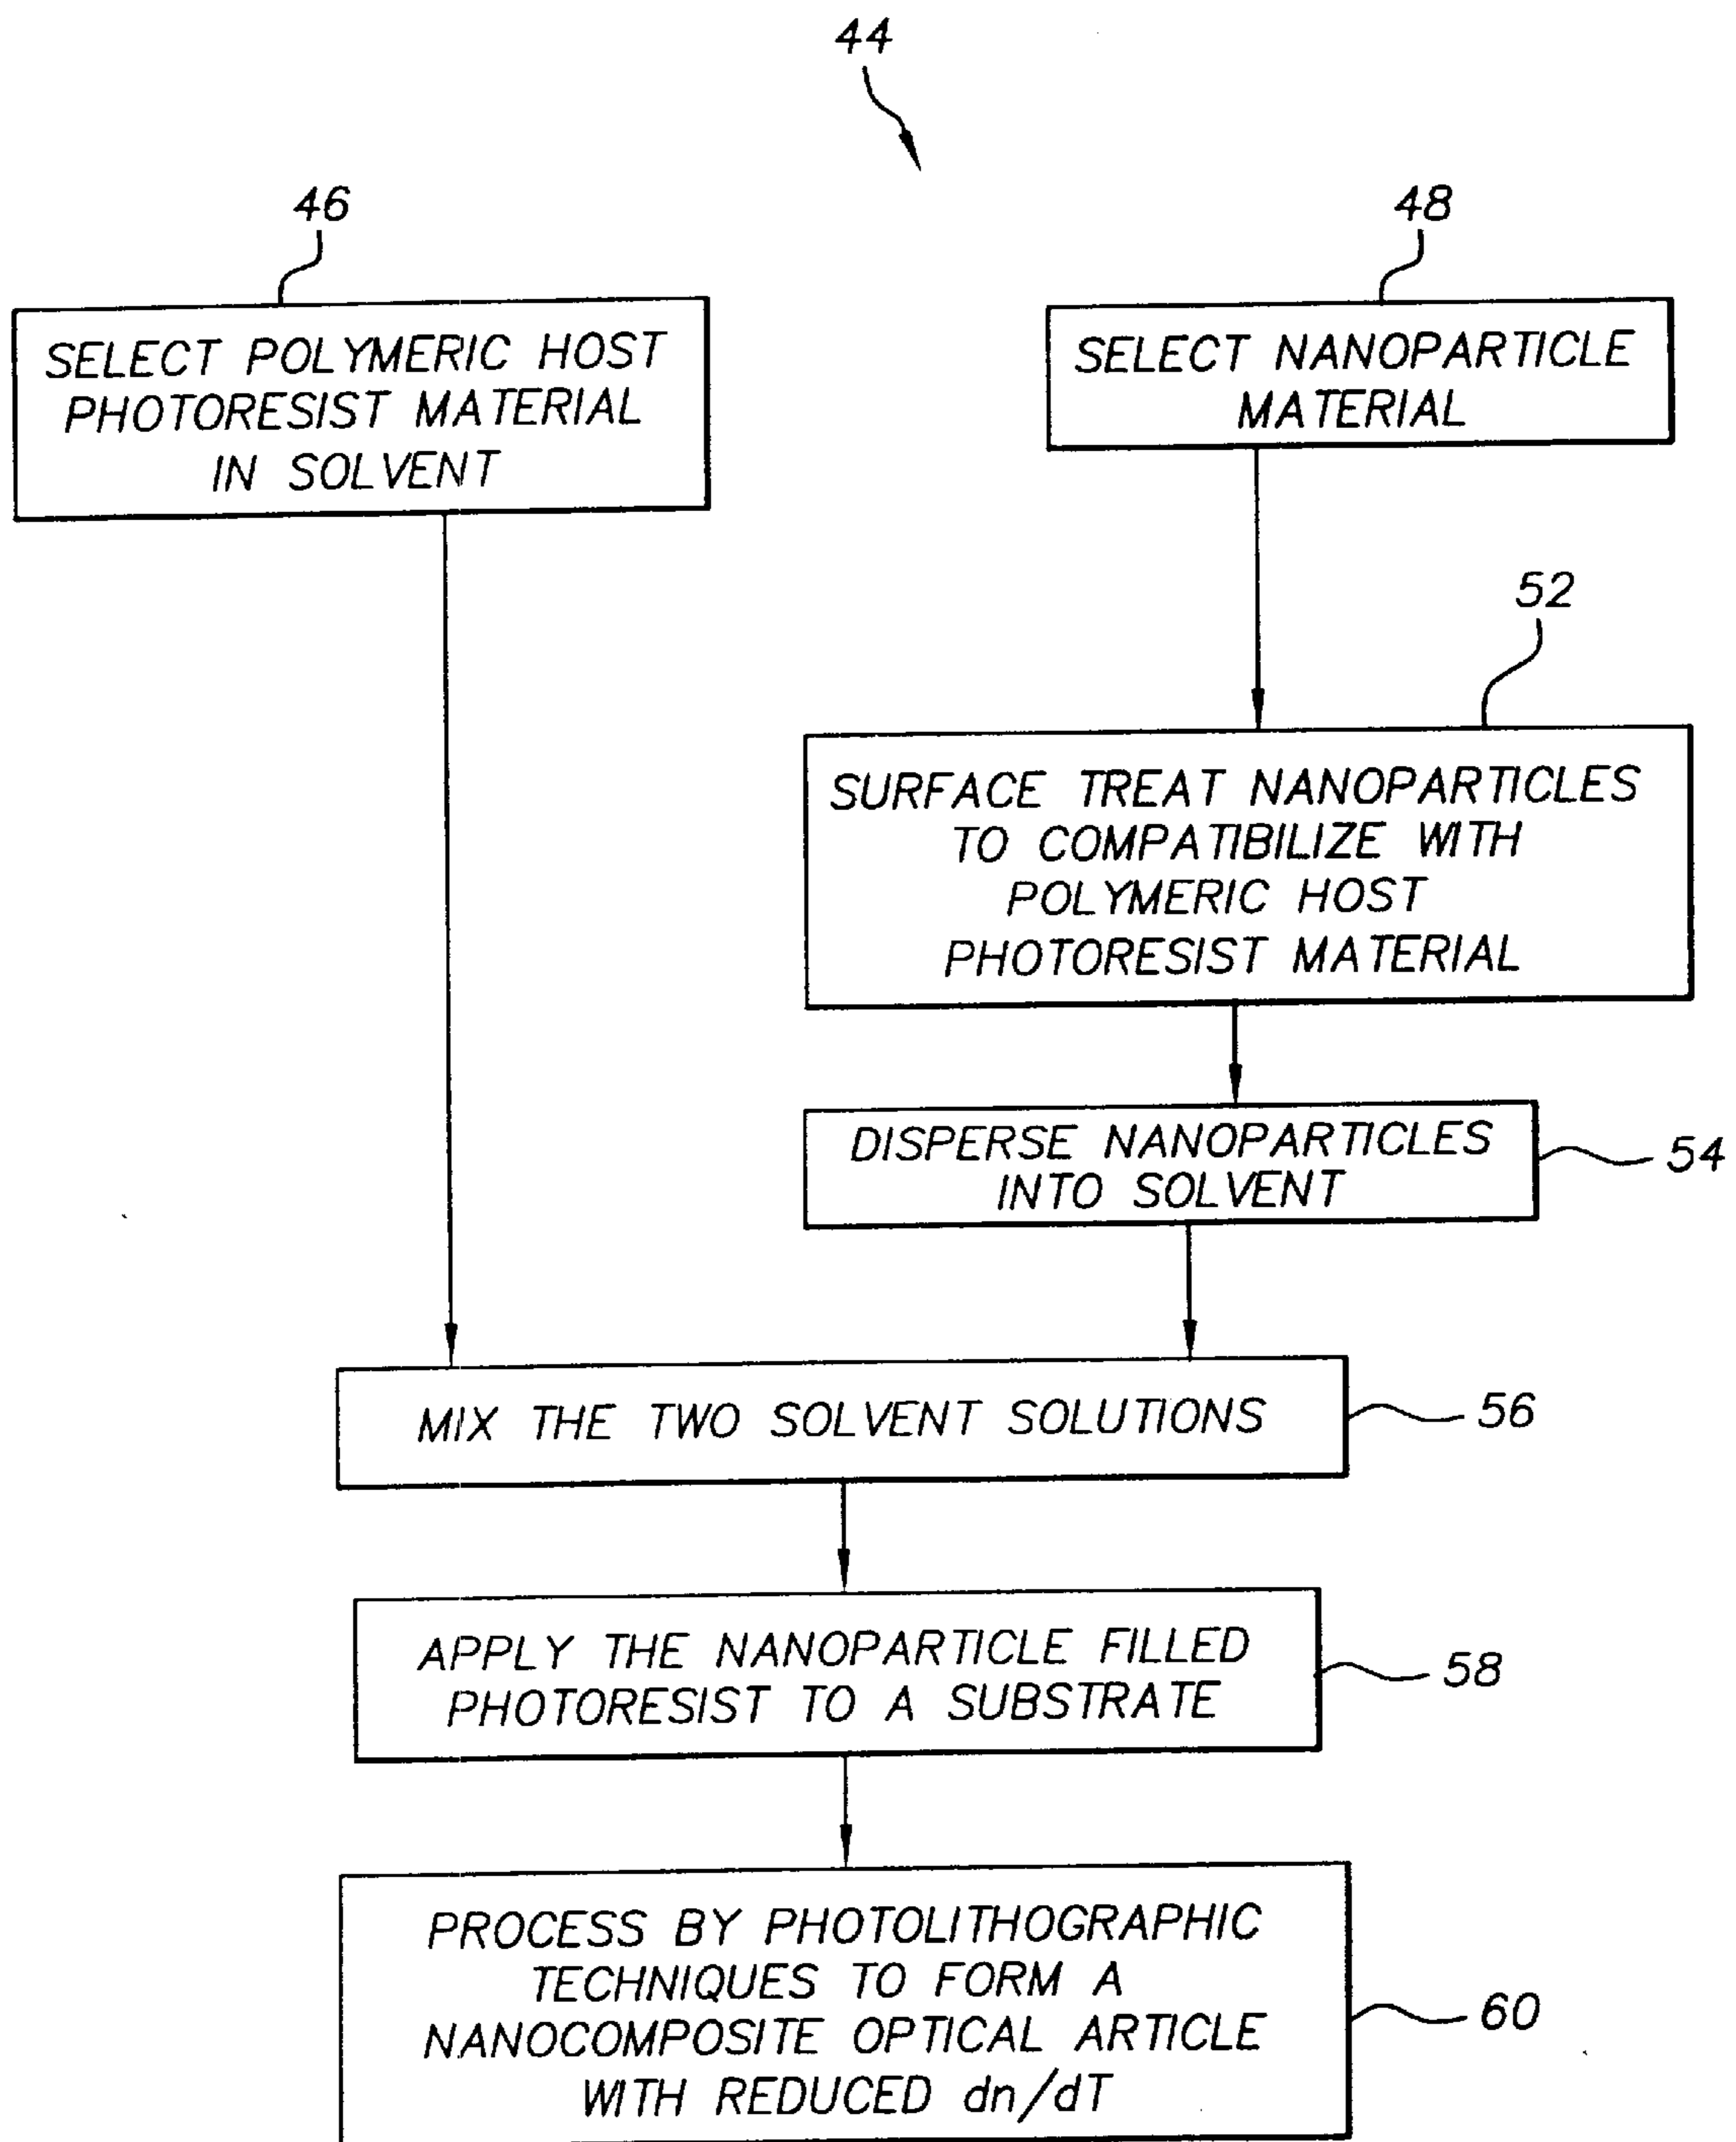 44
46
SELECT POLYMERIC HOST
PHOTORESIST MATERIAL
IN SOLVENT
48
SELECT NANOPARTICLE
MATERIAL
52
SURFACE TREAT NANOPARTICLES
TO COMPATIBILIZE WITH
POLYMERIC HOST
PHOTORESIST MATERIAL
DISPERSE NANOPARTICLES
INTO SOLVENT
54
MIX THE TWO SOLVENT SOLUTIONS
56
APPLY THE NANOPARTICLE FILLED
PHOTORESIST TO A SUBSTRATE
58
PROCESS BY PHOTOLITHOGRAPHIC
TECHNIQUES TO FORM A
NANOCOMPOSITE OPTICAL ARTICLE
WITH REDUCED dn/dT
60